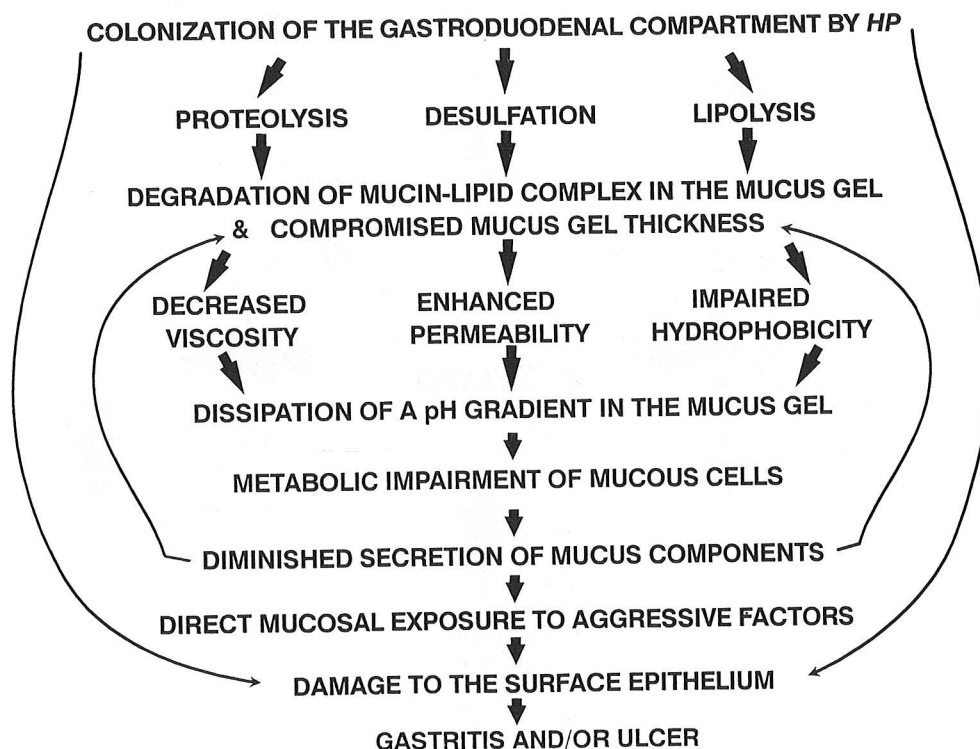 COLONIZATION OF THE GASTRODUODENAL COMPARTMENT BY HP
PROTEOLYSIS DESULFATION LIPOLYSIS
DEGRADATION OF MUCIN-LIPID COMPLEX IN THE MUCUS GEL
& COMPROMISED MUCUS GEL THICKNESS
DECREASED
VISCOSITY
ENHANCED
PERMEABILITY
IMPAIRED
HYDROPHOBICITY
DISSIPATION OF A pH GRADIENT IN THE MUCUS GEL
METABOLIC IMPAIRMENT OF MUCOUS CELLS
DIMINISHED SECRETION OF MUCUS COMPONENTS
DIRECT MUCOSAL EXPOSURE TO AGGRESSIVE FACTORS
DAMAGE TO THE SURFACE EPITHELIUM
GASTRITIS AND/OR ULCER